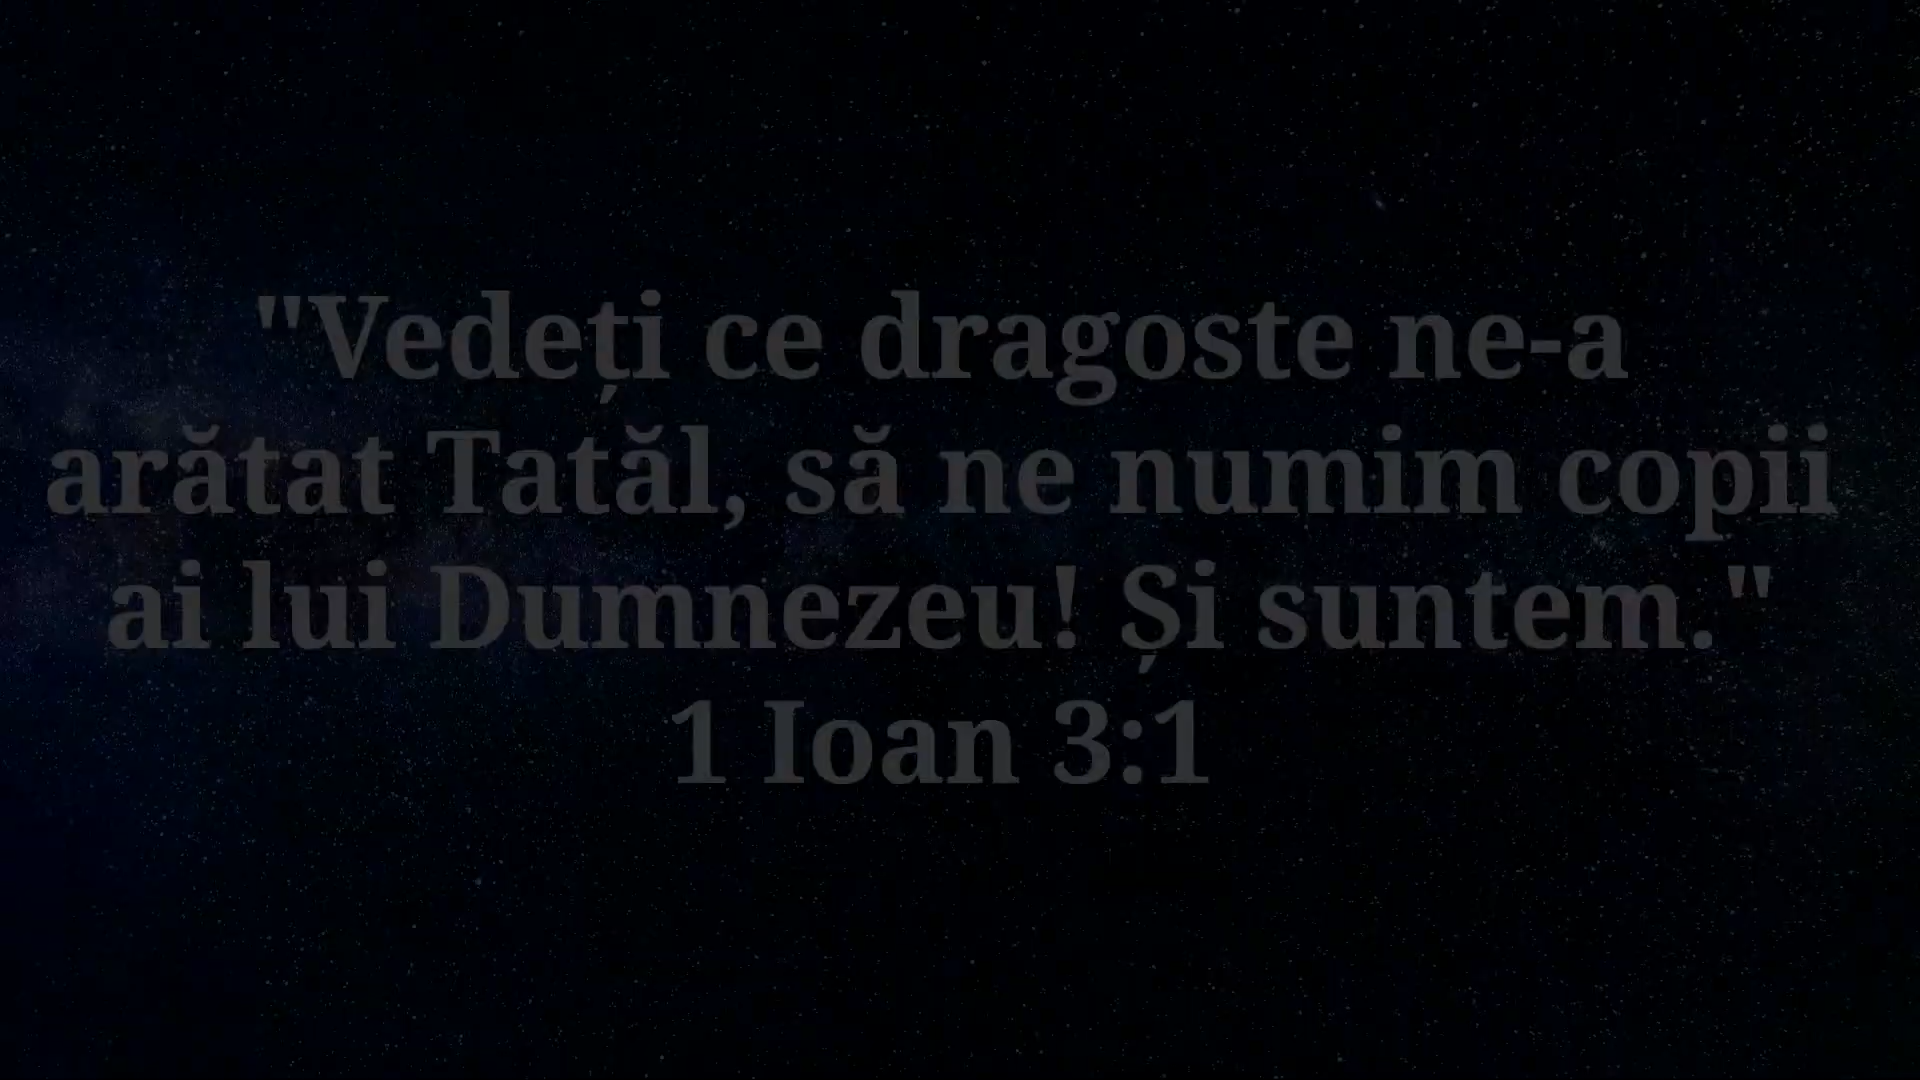 "Vedeți ce dragoste ne-a
arătat Tatăl, să ne numim copii
ai lui Dumnezeu! Și suntem."
1 Ioan 3:1